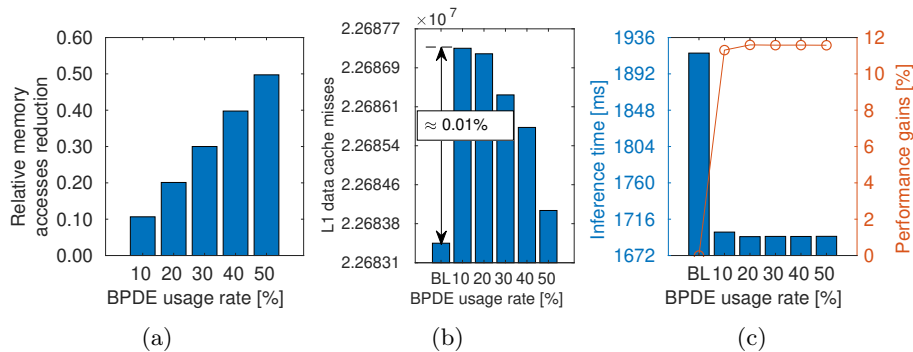 0.60
0.50
0.40
0.30
0.20
0.10
0.00
Relative memory
accesses reduction
10 20 30 40 50
BPDE usage rate [%]
(a)
× 10^7
2.26877
2.26869
2.26861
2.26854
2.26846
2.26838
2.26831
L1 data cache misses
≈ 0.01%
BL 10 20 30 40 50
BPDE usage rate [%]
(b)
1936
1892
1848
1804
1760
1716
1672
Inference time [ms]
12
10
8
6
4
2
0
Performance gains [%]
BL 10 20 30 40 50
BPDE usage rate [%]
(c)